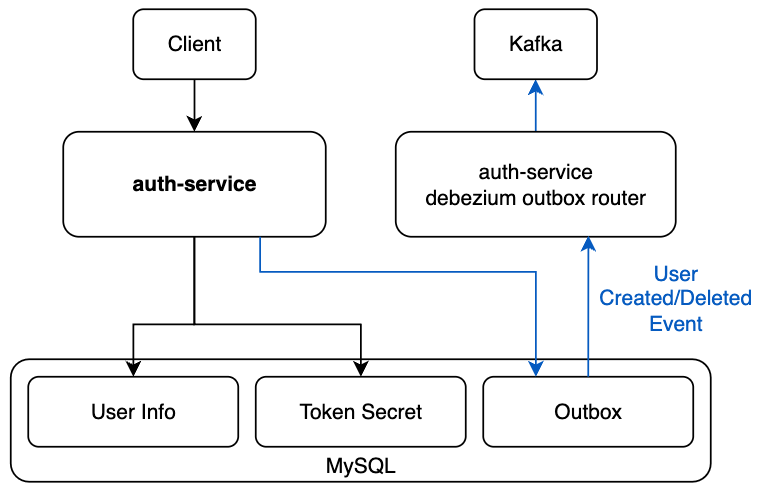 Client
Kafka
auth-service
auth-service
debezium outbox router
User
Created/Deleted
Event
User Info
Token Secret
Outbox
MySQL